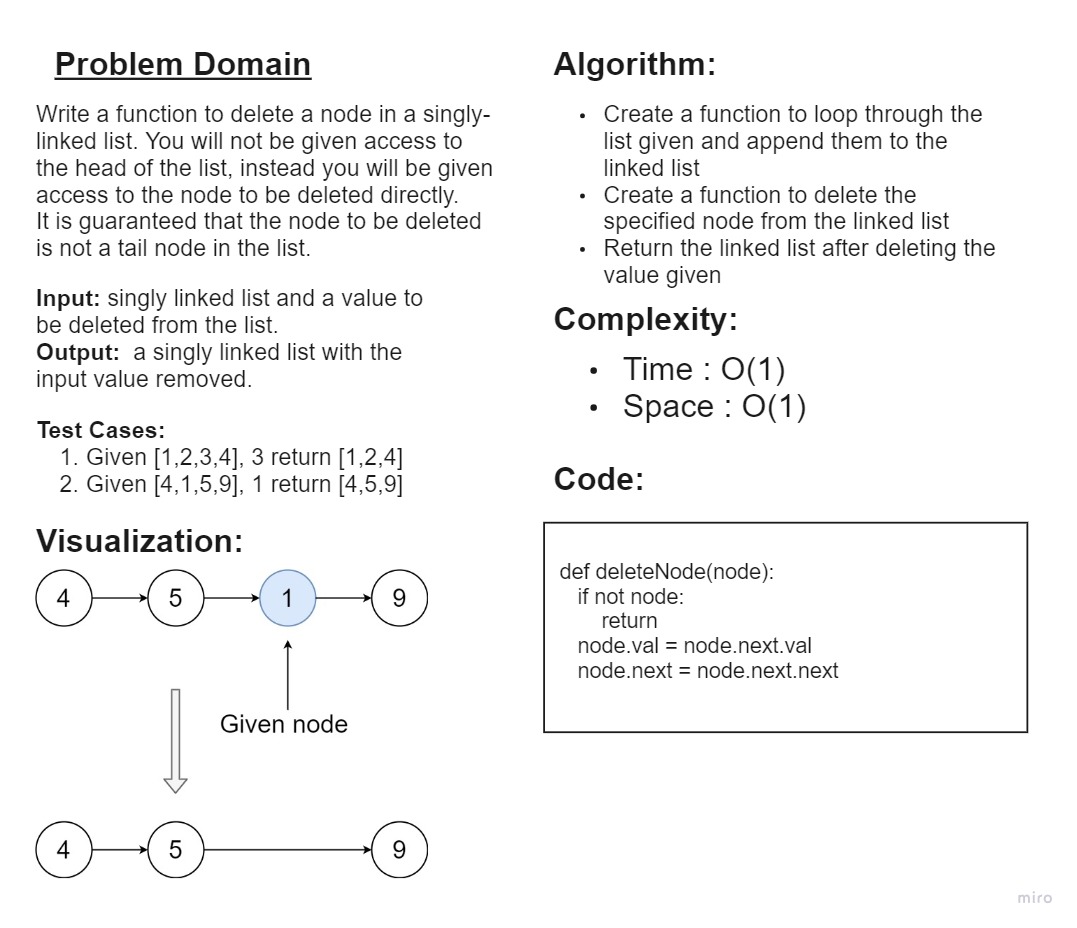 Problem Domain
Write a function to delete a node in a singly-
linked list. You will not be given access to
the head of the list, instead you will be given
access to the node to be deleted directly.
It is guaranteed that the node to be deleted
is not a tail node in the list.
Input: singly linked list and a value to
be deleted from the list.
Output:  a singly linked list with the
input value removed.
Test Cases:
1. Given [1,2,3,4], 3 return [1,2,4]
2. Given [4,1,5,9], 1 return [4,5,9]
Visualization:
4 5 1 9
Given node
4 5 9
Algorithm:
• Create a function to loop through the
list given and append them to the
linked list
• Create a function to delete the
specified node from the linked list
• Return the linked list after deleting the
value given
Complexity:
• Time : O(1)
• Space : O(1)
Code:
def deleteNode(node):
if not node:
return
node.val = node.next.val
node.next = node.next.next
miro